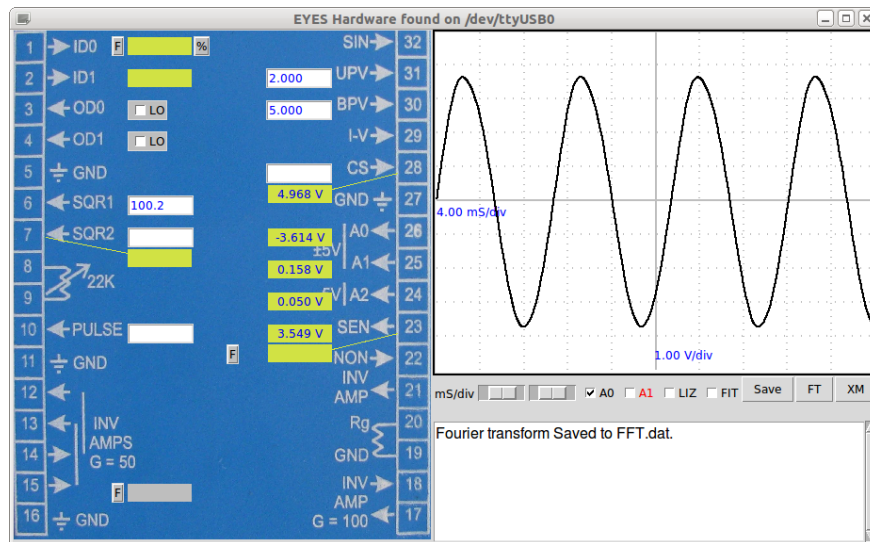 EYES Hardware found on /dev/ttyUSB0
1 ID0 F % SIN 32
2 ID1 2.000 UPV 31
3 OD0 LO 5.000 BPV 30
4 OD1 LO I-V 29
5 GND CS 28
4.968 V
6 SQR1 100.2 GND 27
7 SQR2 -3.614 V A0 26
±5V
8 0.158 V A1 25
22K
9 0.050 V 5V A2 24
10 PULSE 3.549 V SEN 23
11 GND F NON 22
12 INV 21
AMP
13 INV Rg 20
AMPS
14 G = 50 GND 19
15 F INV 18
AMP
16 GND G = 100 17
4.00 mS/div
1.00 V/div
mS/div A0 A1 LIZ FIT Save FT XM
Fourier transform Saved to FFT.dat.